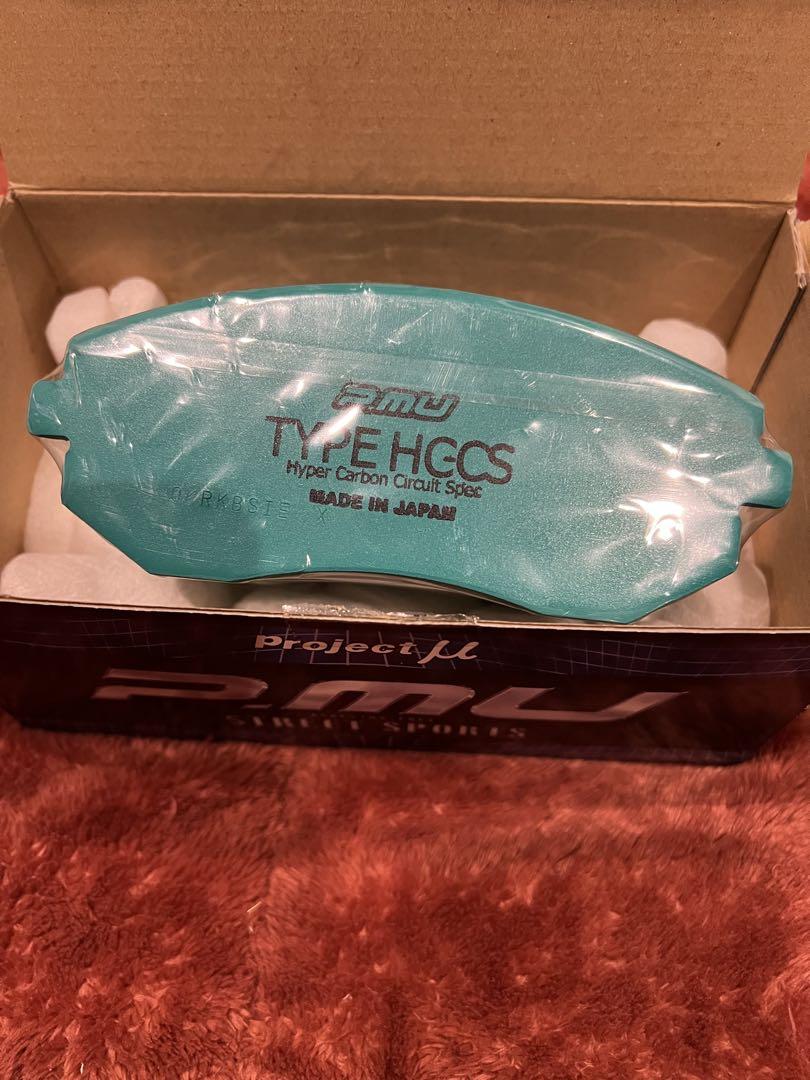 P.MU
TYPE HC-CS
Hyper Carbon Circuit Spec
MADE IN JAPAN
project μ
P.MU
STREET SPORTS